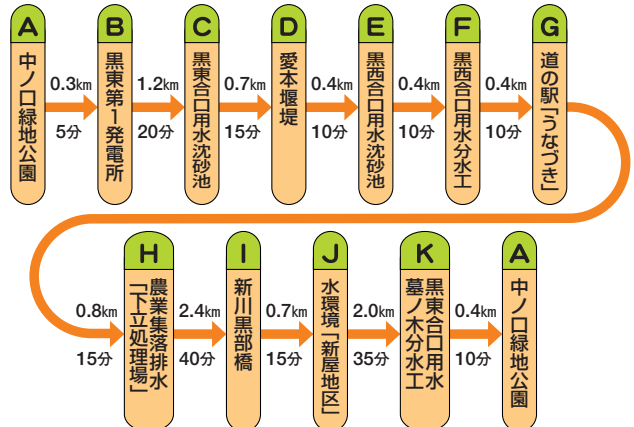 A
中ノ口緑地公園
0.3km
5分
B
黒東第1発電所
1.2km
20分
C
黒東合口用水沈砂池
0.7km
15分
D
愛本堰堤
0.4km
10分
E
黒西合口用水沈砂池
0.4km
10分
F
黒西合口用水分水工
0.4km
10分
G
道の駅「うなづき」
0.8km
15分
H
農業集落排水
「下立処理場」
2.4km
40分
I
新川黒部橋
0.7km
15分
J
水環境「新屋地区」
2.0km
35分
K
黒東合口用水
墓ノ木分水工
0.4km
10分
A
中ノ口緑地公園